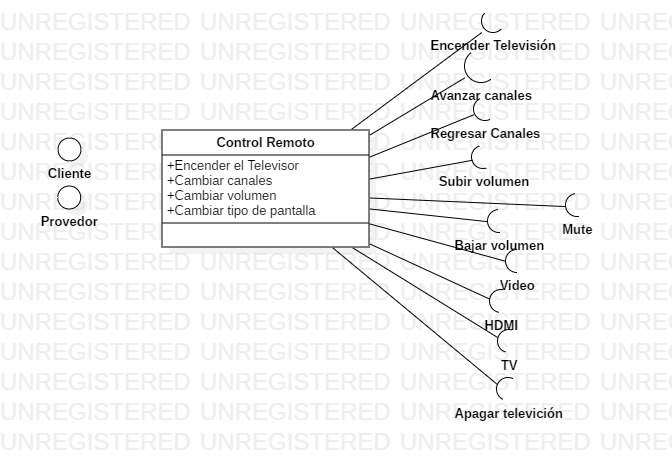 UNREGISTERED UNREGISTERED UNREGISTERED UNRE
Encender Televisión
Avanzar canales
Regresar Canales
Control Remoto
+Encender el Televisor
+Cambiar canales
+Cambiar volumen
+Cambiar tipo de pantalla
Cliente
Provedor
Subir volumen
Mute
Bajar volumen
Video
HDMI
TV
Apagar televición